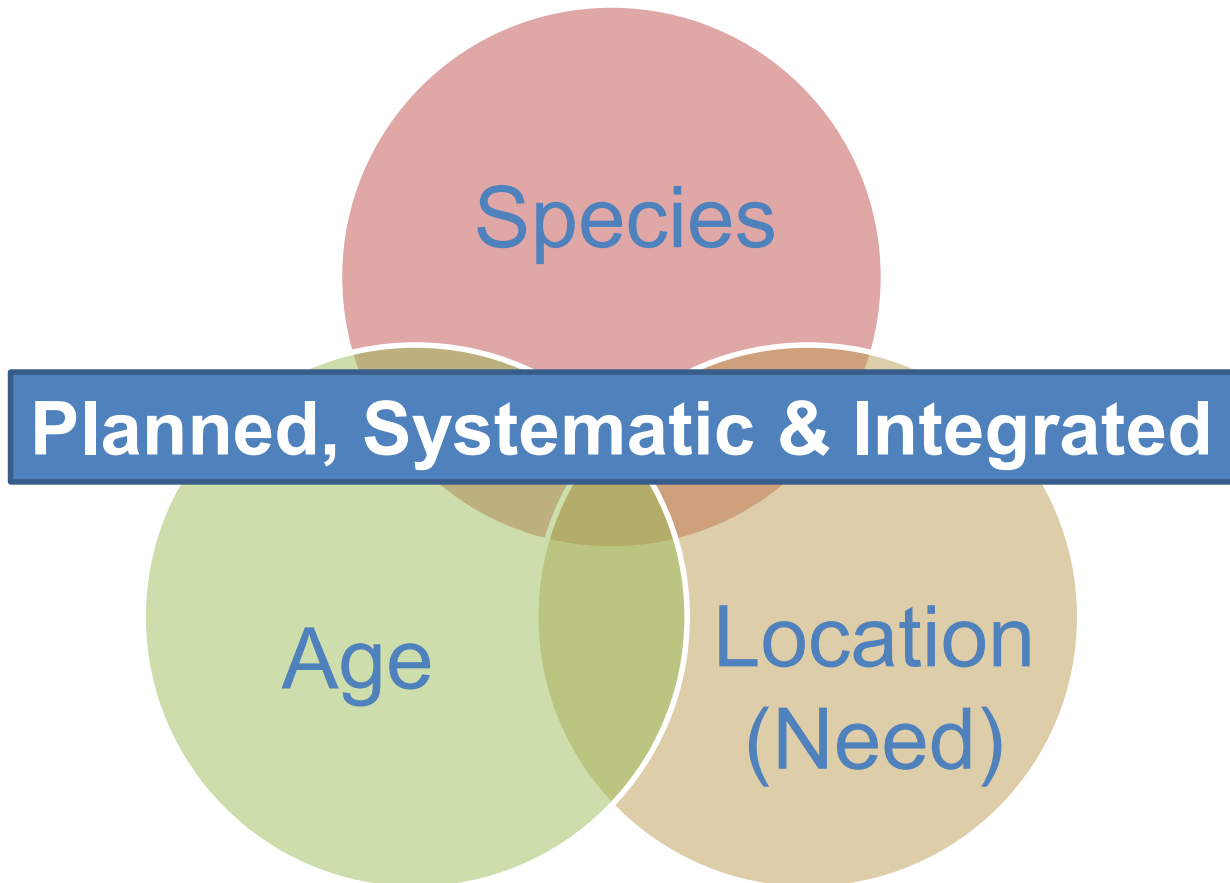 Species
Planned, Systematic & Integrated
Age
Location
(Need)